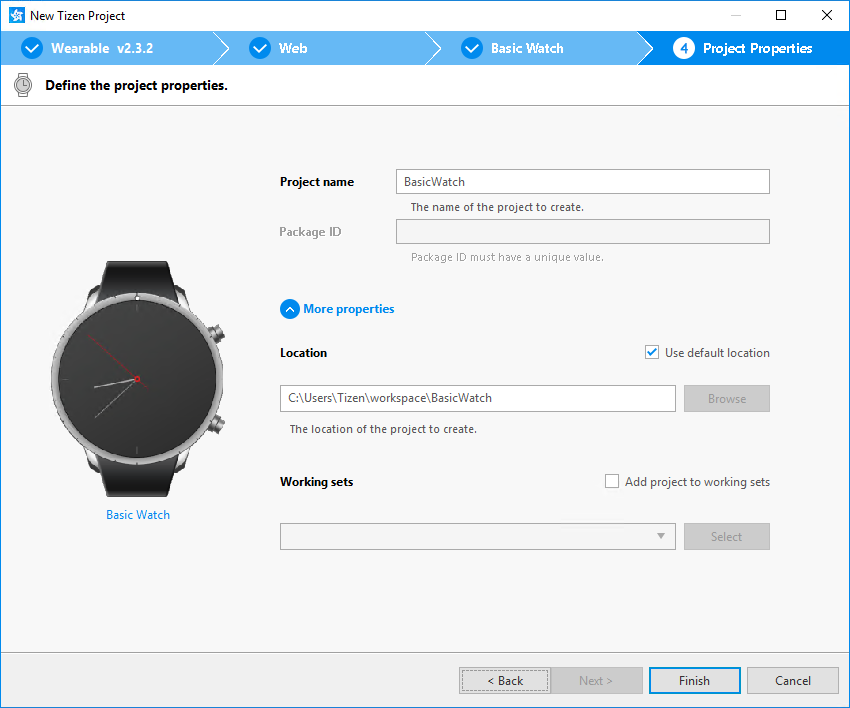 New Tizen Project
Wearable v2.3.2
Web
Basic Watch
4 Project Properties
Define the project properties.
Project name
BasicWatch
The name of the project to create.
Package ID
Package ID must have a unique value.
More properties
Location
Use default location
C:\Users\Tizen\workspace\BasicWatch
Browse
The location of the project to create.
Working sets
Add project to working sets
Select
Basic Watch
< Back
Next >
Finish
Cancel